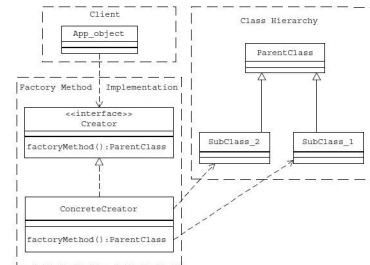 Client
App_object
Class Hierarchy
ParentClass
Factory Method Implementation
<<interface>>
Creator
factoryMethod():ParentClass
SubClass_2
SubClass_1
ConcreteCreator
factoryMethod():ParentClass